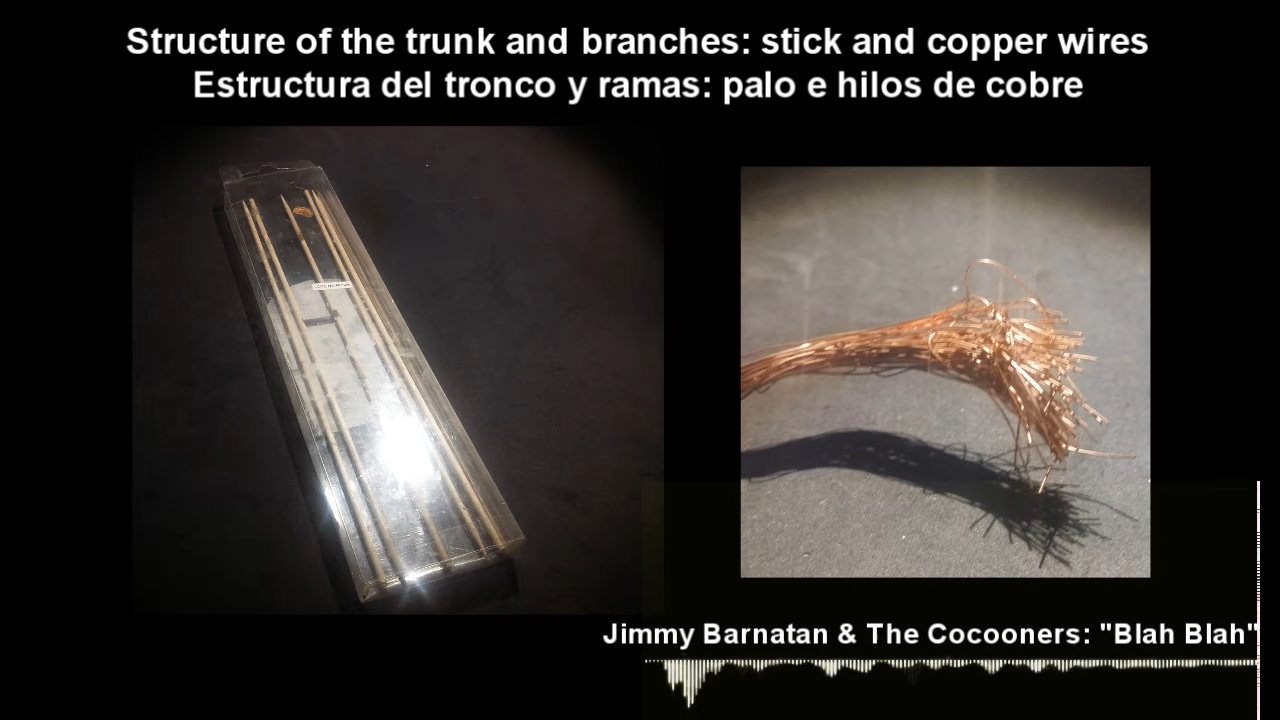 Structure of the trunk and branches: stick and copper wires
Estructura del tronco y ramas: palo e hilos de cobre
Jimmy Barnatan & The Cocooners: "Blah Blah"